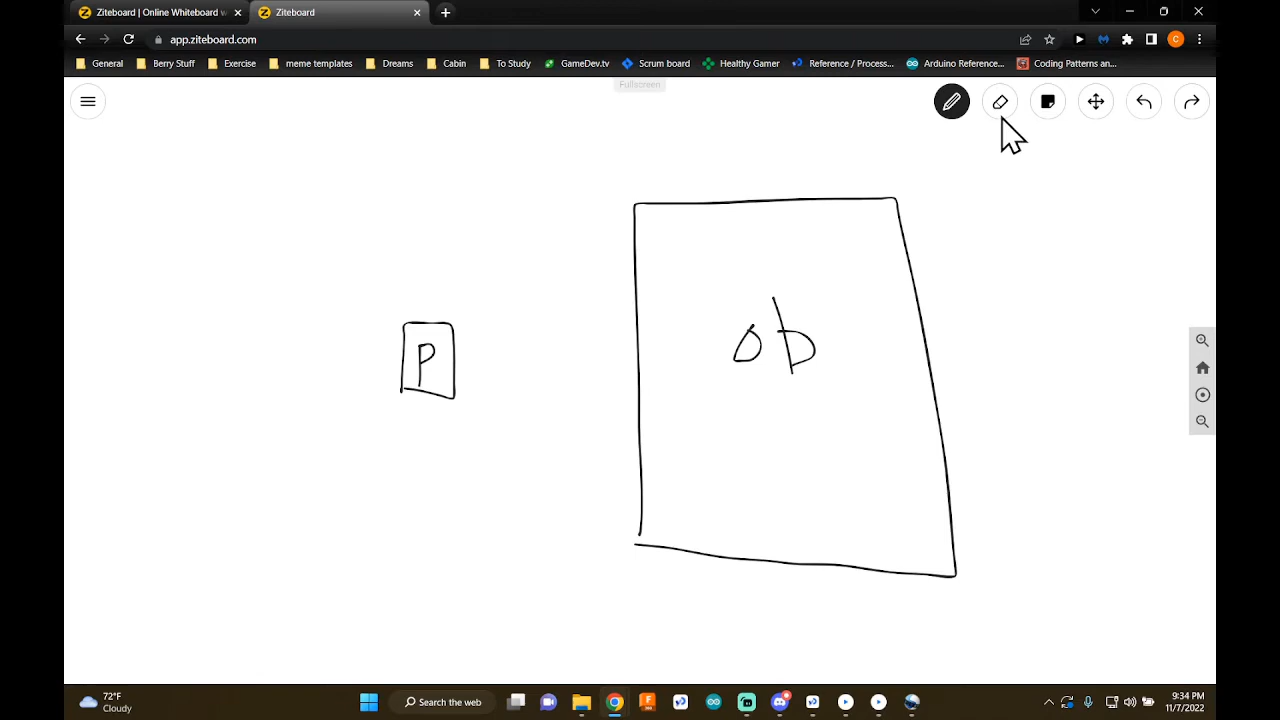 Ziteboard | Online Whiteboard w
Ziteboard
app.ziteboard.com
General
Berry Stuff
Exercise
meme templates
Dreams
Cabin
To Study
GameDev.tv
Scrum board
Healthy Gamer
Reference / Process...
Arduino Reference...
Coding Patterns an...
Fullscreen
P
ob
72°F
Cloudy
Search the web
9:34 PM
11/7/2022